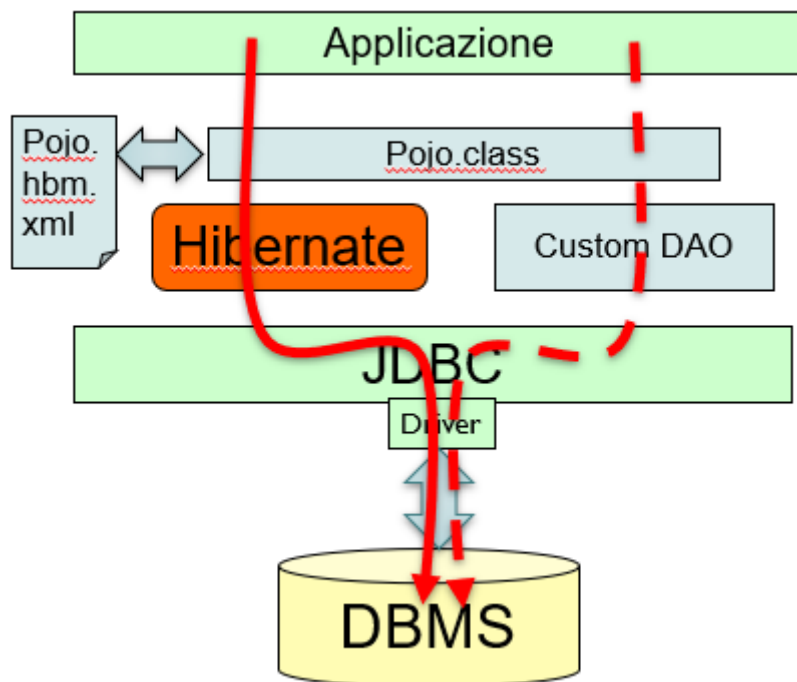 Applicazione
Pojo.
hbm.
xml
Pojo.class
Hibernate
Custom DAO
JDBC
Driver
DBMS